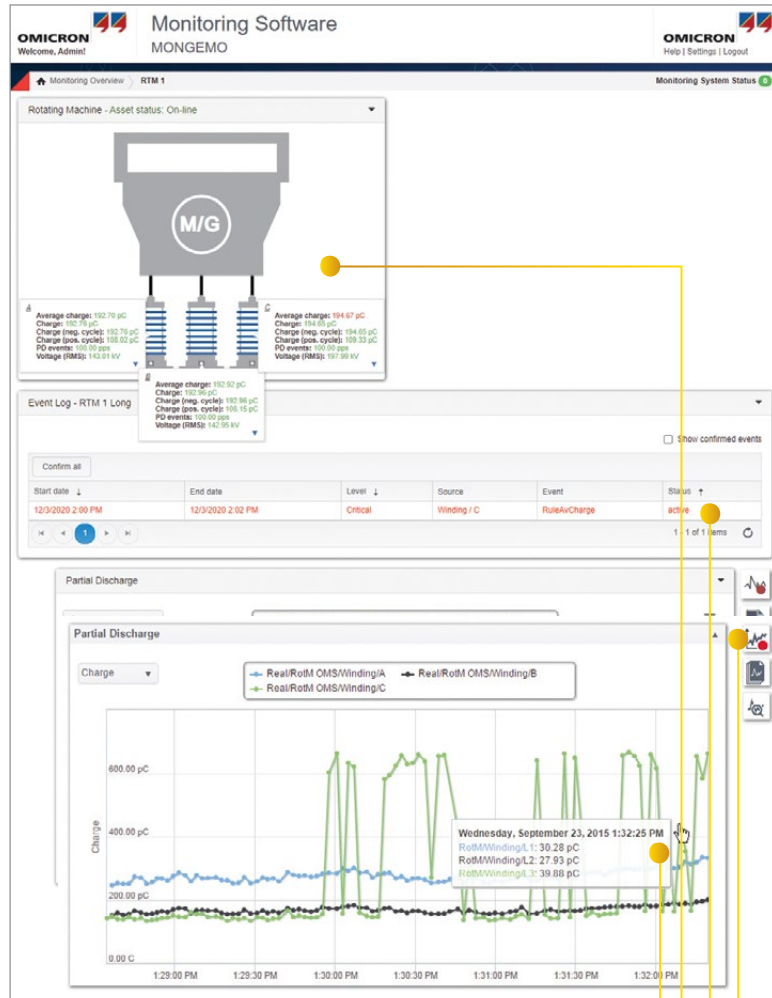 OMICRON
Welcome, Admin!
Monitoring Software
MONGEMO
OMICRON
Help | Settings | Logout
Monitoring Overview
RTM 1
Monitoring System Status 0
Rotating Machine - Asset status: On-line
M/G
A
Average charge: 192.70 pC
Charge: 192.76 pC
Charge (neg. cycle): 192.76 pC
Charge (pos. cycle): 108.02 pC
PD events: 100.00 pps
Voltage (RMS): 143.01 kV
C
Average charge: 194.67 pC
Charge: 194.65 pC
Charge (neg. cycle): 194.65 pC
Charge (pos. cycle): 109.33 pC
PD events: 100.00 pps
Voltage (RMS): 197.99 kV
B
Average charge: 192.92 pC
Charge: 192.96 pC
Charge (neg. cycle): 192.96 pC
Charge (pos. cycle): 108.15 pC
PD events: 100.00 pps
Voltage (RMS): 142.95 kV
Event Log - RTM 1 Long
Show confirmed events
Confirm all
Start date ↓ End date Level ↓ Source Event Status ↑
12/3/2020 2:00 PM 12/3/2020 2:02 PM Critical Winding / C RuleAvCharge active
1
1 - 1 of 1 items
Partial Discharge
Partial Discharge
Charge
Real/RotM OMS/Winding/A Real/RotM OMS/Winding/B
Real/RotM OMS/Winding/C
600.00 pC
400.00 pC
200.00 pC
0.00 C
Charge
Wednesday, September 23, 2015 1:32:25 PM
RotM/Winding/L1: 30.28 pC
RotM/Winding/L2: 27.93 pC
RotM/Winding/L3: 39.88 pC
1:29:00 PM 1:29:30 PM 1:30:00 PM 1:30:30 PM 1:31:00 PM 1:31:30 PM 1:32:00 PM